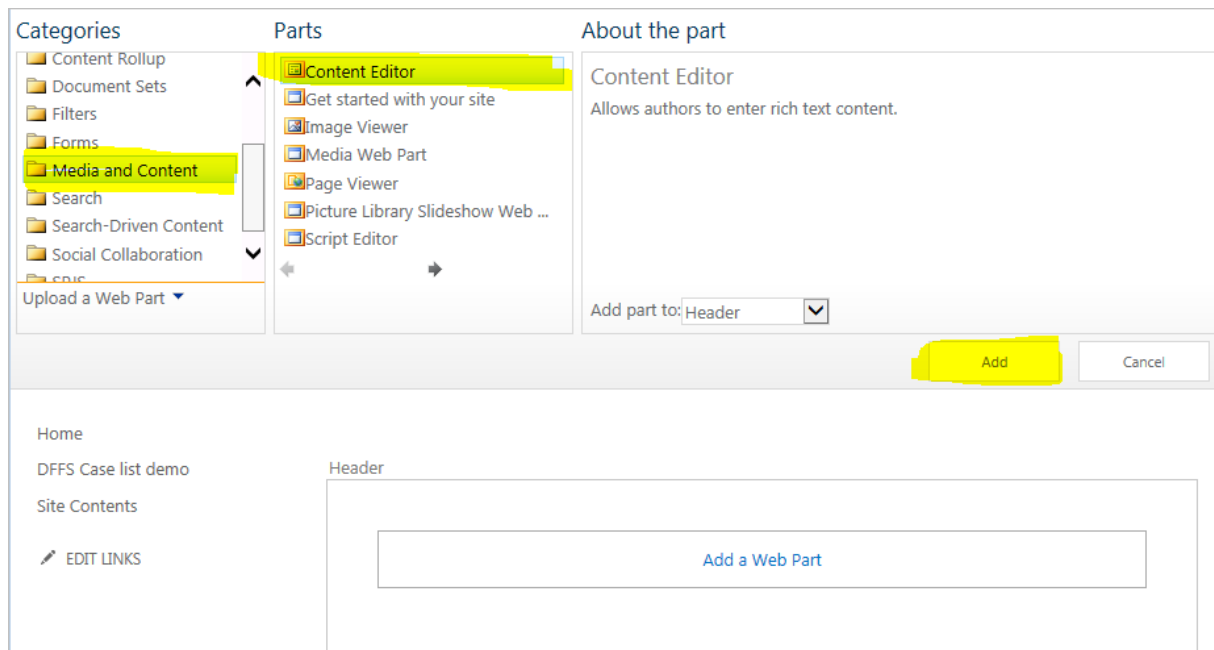 Categories
Content Rollup
Document Sets
Filters
Forms
Media and Content
Search
Search-Driven Content
Social Collaboration
Upload a Web Part
Parts
Content Editor
Get started with your site
Image Viewer
Media Web Part
Page Viewer
Picture Library Slideshow Web ...
Script Editor
About the part
Content Editor
Allows authors to enter rich text content.
Add part to: Header
Add
Cancel
Home
DFFS Case list demo
Site Contents
EDIT LINKS
Header
Add a Web Part